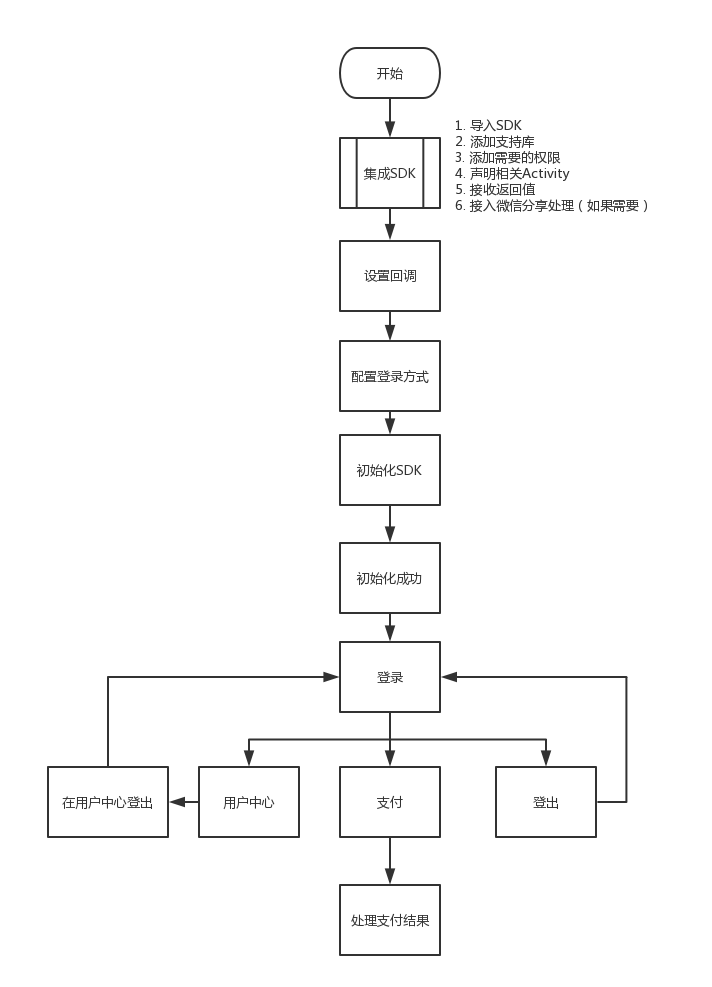 开始
集成SDK
1. 导入SDK
2. 添加支持库
3. 添加需要的权限
4. 声明相关Activity
5. 接收返回值
6. 接入微信分享处理（如果需要）
设置回调
配置登录方式
初始化SDK
初始化成功
登录
在用户中心登出
用户中心
支付
登出
处理支付结果